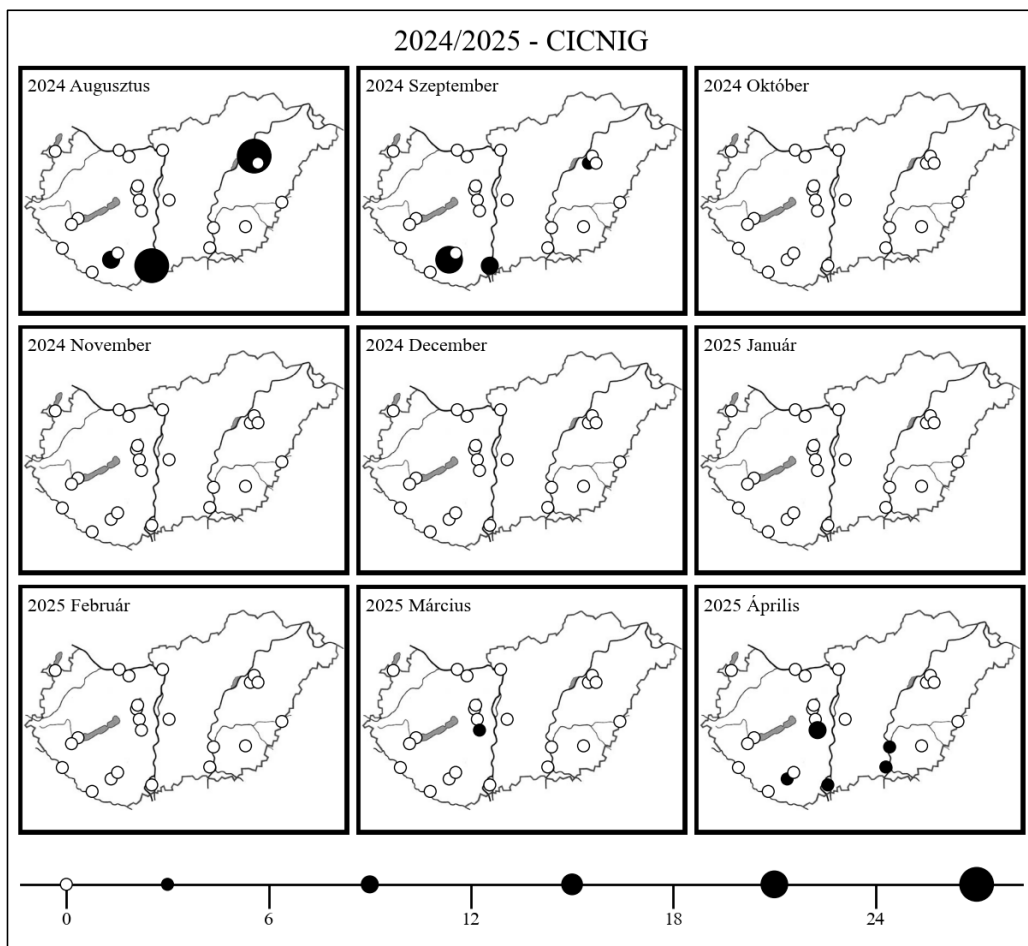 2024/2025 - CICNIG
2024 Augusztus
2024 Szeptember
2024 Október
2024 November
2024 December
2025 Január
2025 Február
2025 Március
2025 Április
0
6
12
18
24